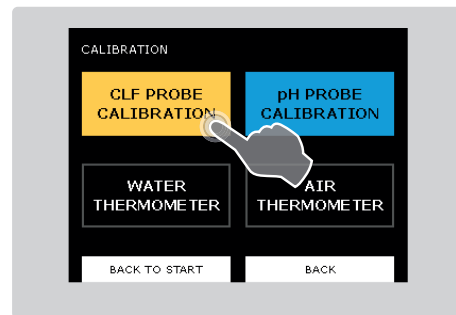 CALIBRATION
CLF PROBE
CALIBRATION
pH PROBE
CALIBRATION
WATER
THERMOMETER
AIR
THERMOMETER
BACK TO START
BACK